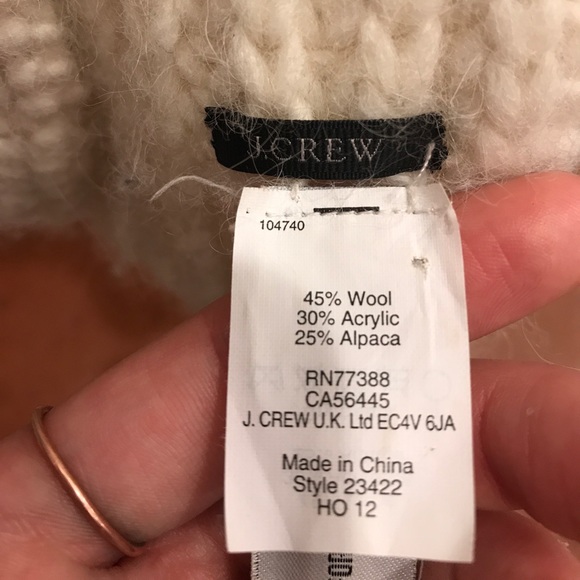 J.CREW
104740
45% Wool
30% Acrylic
25% Alpaca
RN77388
CA56445
J. CREW U.K. Ltd EC4V 6JA
Made in China
Style 23422
HO 12